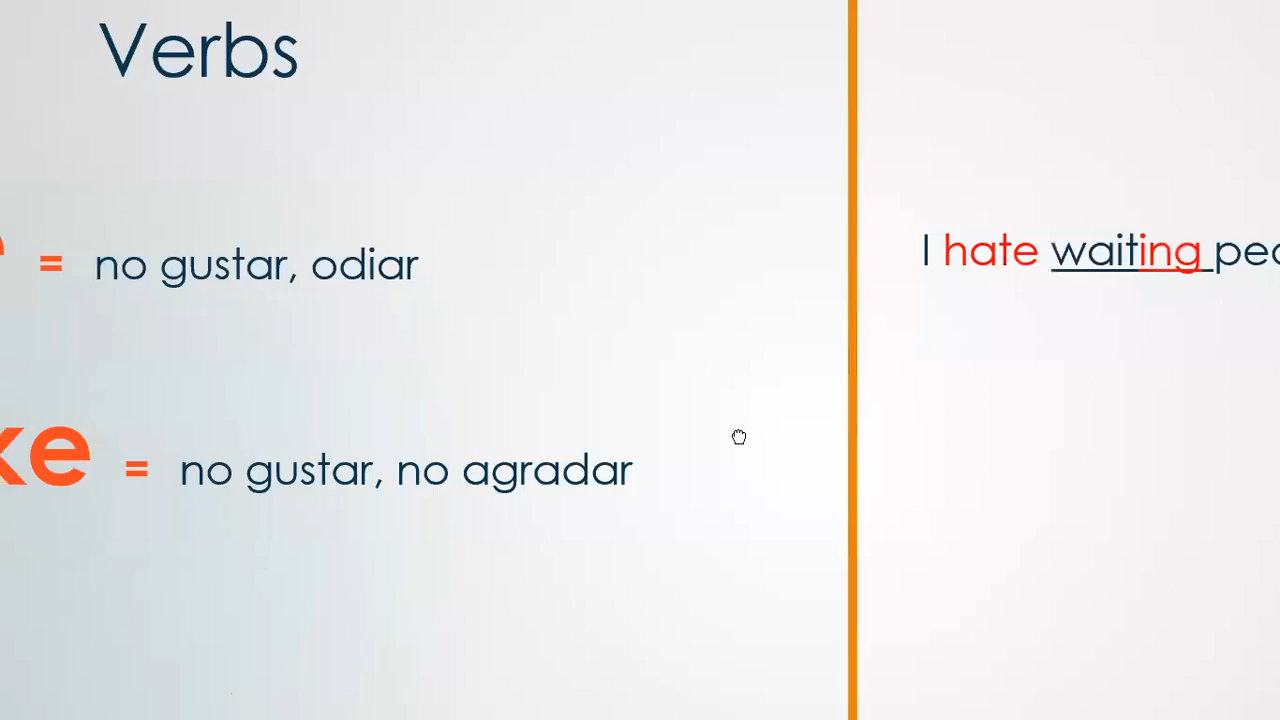 Verbs
= no gustar, odiar
I hate waiting
= no gustar, no agradar